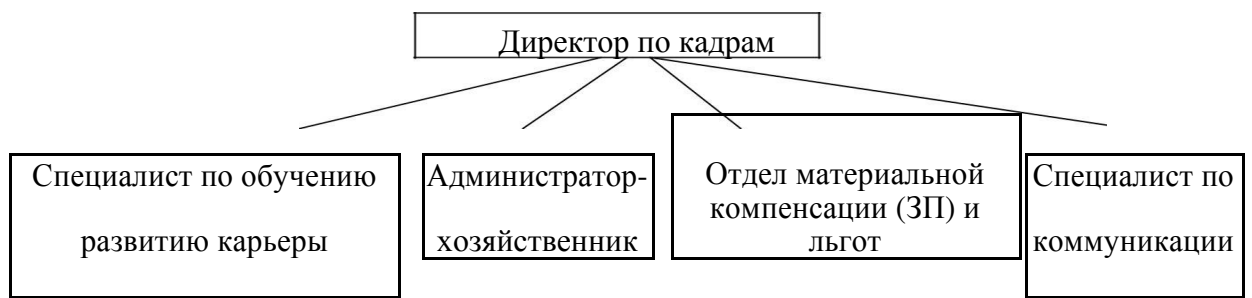 Директор по кадрам
Специалист по обучению
развитию карьеры
Администратор-
хозяйственник
Отдел материальной
компенсации (ЗП) и
льгот
Специалист по
коммуникации